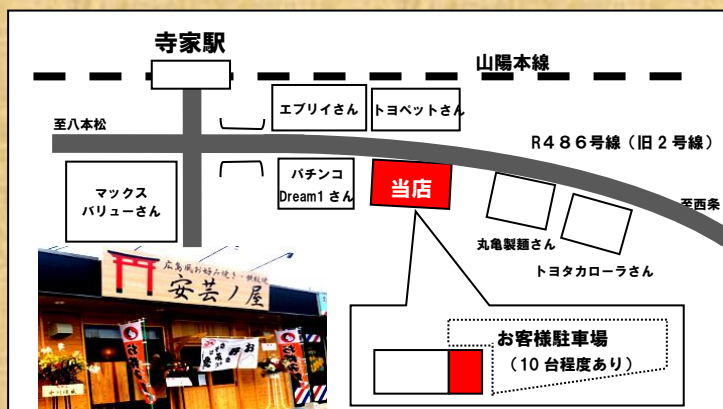 寺家駅
山陽本線
エブリイさん
トヨペットさん
至八本松
R486号線（旧2号線）
マックス
バリューさん
パチンコ
Dream1さん
当店
至西条
丸亀製麺さん
トヨタカローラさん
広島風お好み焼き・鉄板焼
安芸ノ屋
お客様駐車場
（10台程度あり）